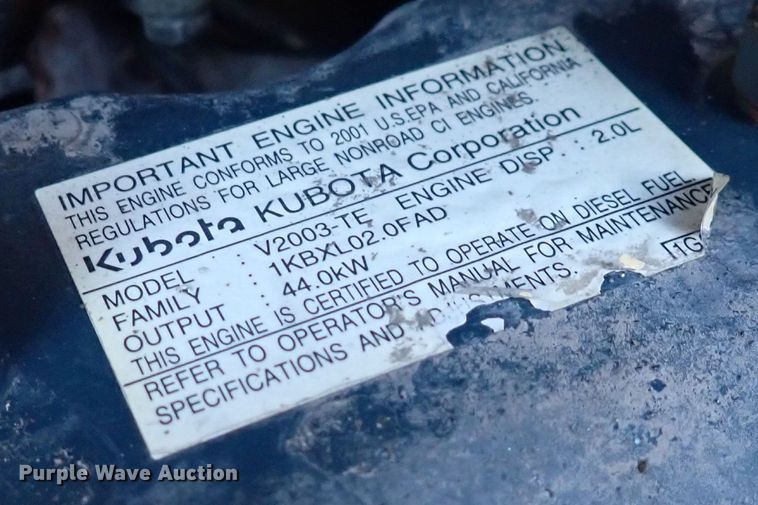 IMPORTANT ENGINE INFORMATION
THIS ENGINE CONFORMS TO 2001 U.S.EPA AND CALIFORNIA
REGULATIONS FOR LARGE NONROAD CI ENGINES.
Kubota KUBOTA Corporation
MODEL : V2003-TE ENGINE DISP : 2.0L
FAMILY : 1KBXL02.0FAD
OUTPUT : 44.0kW
THIS ENGINE IS CERTIFIED TO OPERATE ON DIESEL FUEL.
REFER TO OPERATOR'S MANUAL FOR MAINTENANCE
SPECIFICATIONS AND 1G
Purple Wave Auction